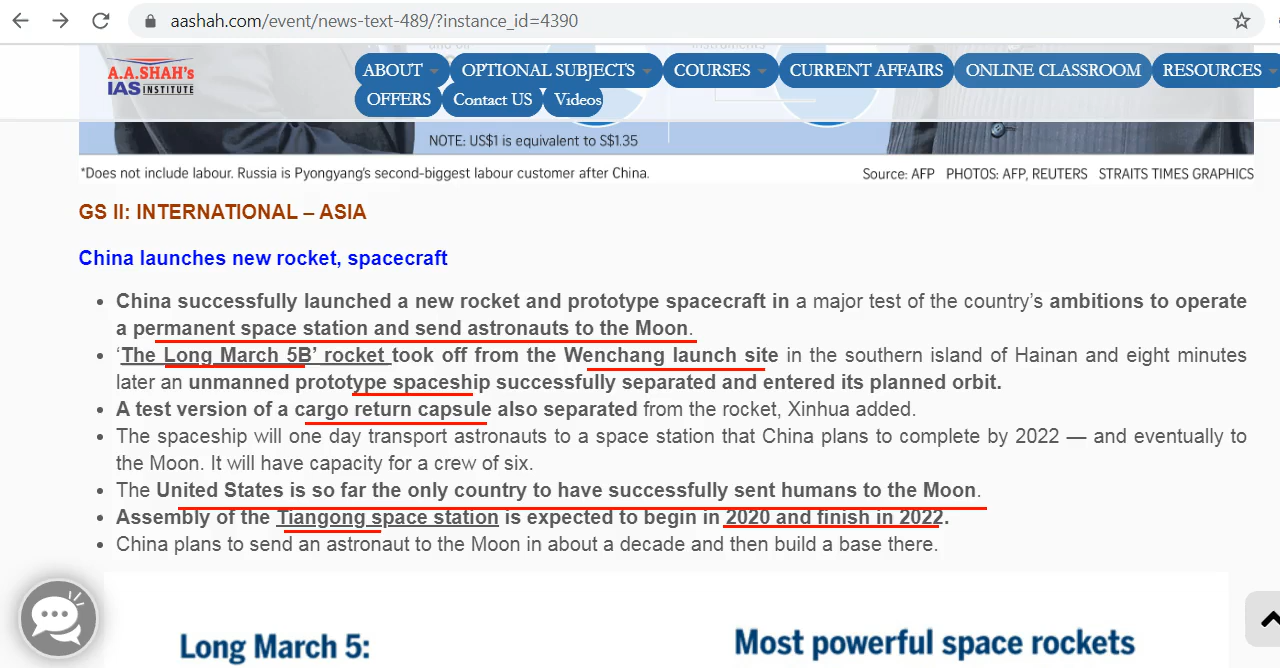 aashah.com/event/news-text-489/?instance_id=4390
A.A.SHAH's
IAS INSTITUTE
ABOUT OPTIONAL SUBJECTS COURSES CURRENT AFFAIRS ONLINE CLASSROOM RESOURCES
OFFERS Contact US Videos
NOTE: US$1 is equivalent to S$1.35
*Does not include labour. Russia is Pyongyang's second-biggest labour customer after China. Source: AFP PHOTOS: AFP, REUTERS STRAITS TIMES GRAPHICS
GS II: INTERNATIONAL – ASIA
China launches new rocket, spacecraft
• China successfully launched a new rocket and prototype spacecraft in a major test of the country's ambitions to operate
a permanent space station and send astronauts to the Moon.
• 'The Long March 5B' rocket took off from the Wenchang launch site in the southern island of Hainan and eight minutes
later an unmanned prototype spaceship successfully separated and entered its planned orbit.
• A test version of a cargo return capsule also separated from the rocket, Xinhua added.
• The spaceship will one day transport astronauts to a space station that China plans to complete by 2022 — and eventually to
the Moon. It will have capacity for a crew of six.
• The United States is so far the only country to have successfully sent humans to the Moon.
• Assembly of the Tiangong space station is expected to begin in 2020 and finish in 2022.
• China plans to send an astronaut to the Moon in about a decade and then build a base there.
Long March 5: Most powerful space rockets